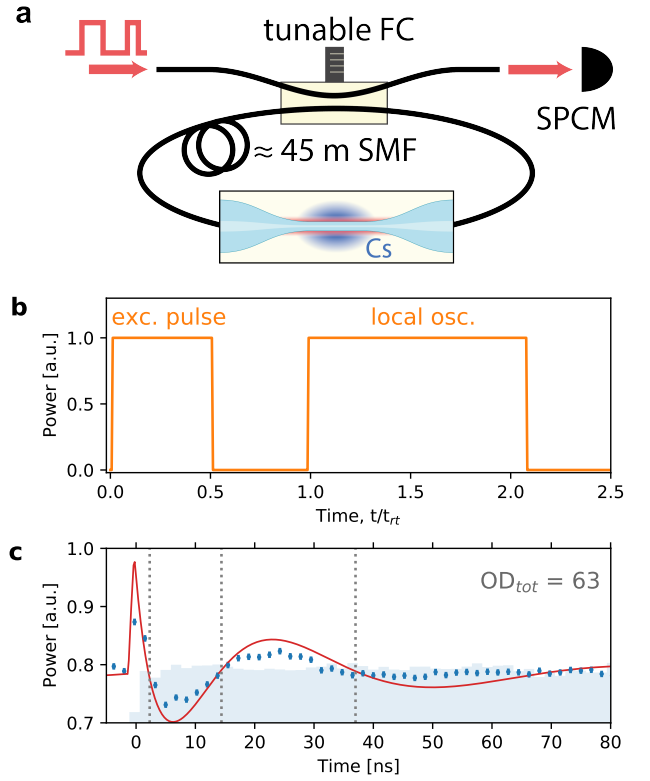 a
tunable FC
SPCM
≈ 45 m SMF
Cs
b
exc. pulse
local osc.
Power [a.u.]
1.0
0.5
0.0
0.0 0.5 1.0 1.5 2.0 2.5
Time, t/t_rt
c
OD_tot = 63
Power [a.u.]
1.0
0.9
0.8
0.7
0 10 20 30 40 50 60 70 80
Time [ns]